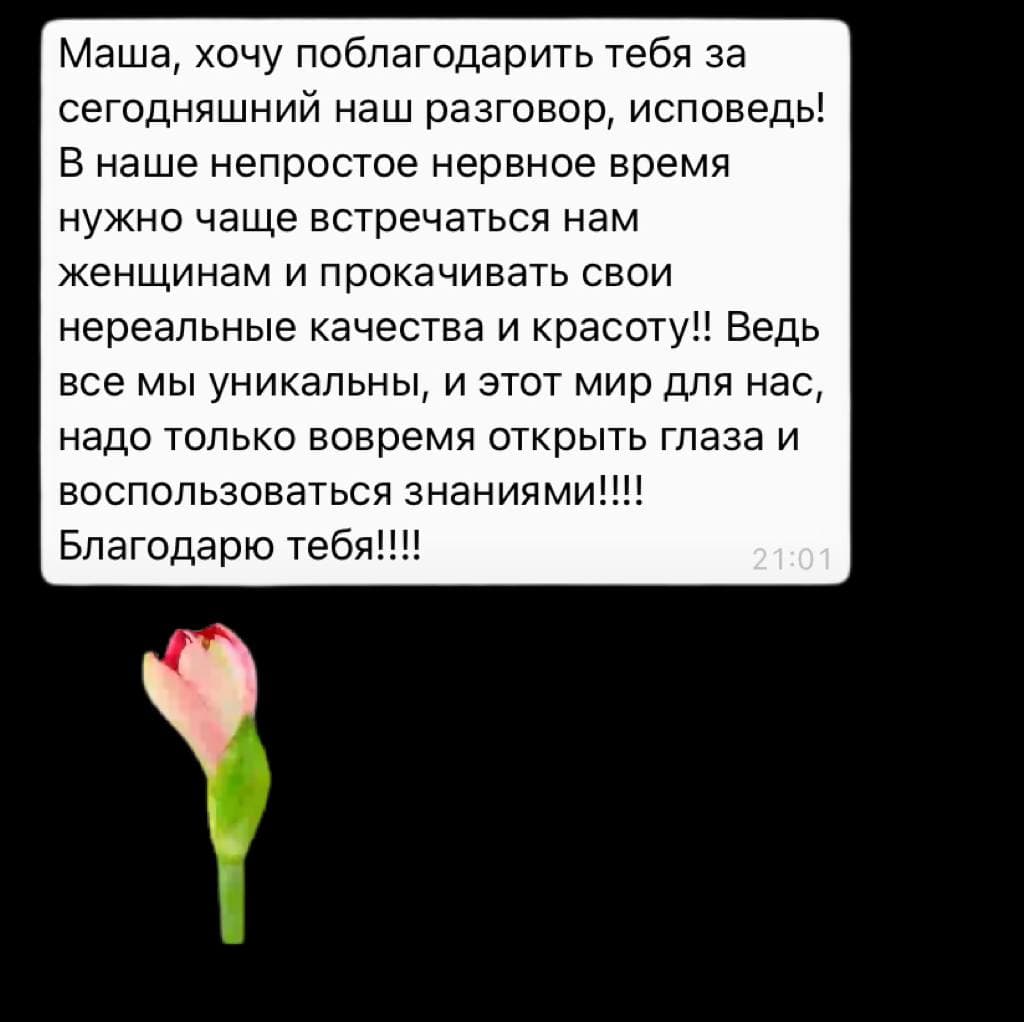 Маша, хочу поблагодарить тебя за
сегодняшний наш разговор, исповедь!
В наше непростое нервное время
нужно чаще встречаться нам
женщинам и прокачивать свои
нереальные качества и красоту!! Ведь
все мы уникальны, и этот мир для нас,
надо только вовремя открыть глаза и
воспользоваться знаниями!!!!
Благодарю тебя!!!!
21:01